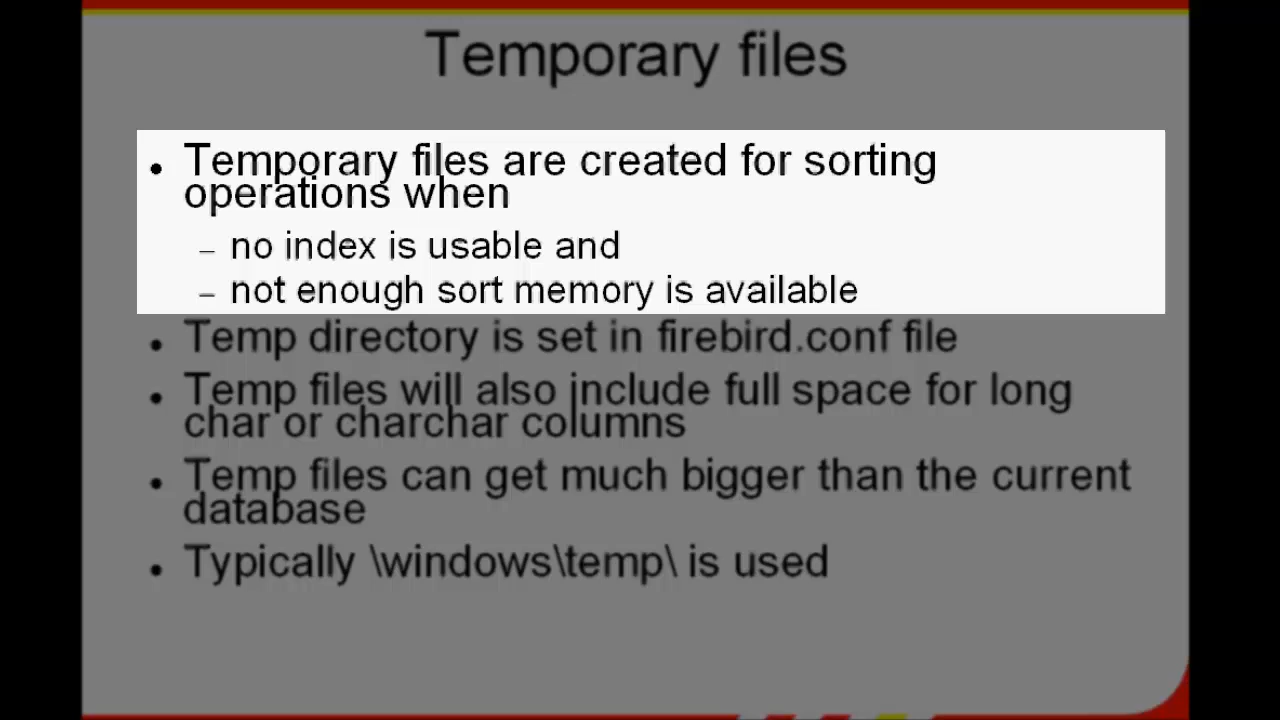 Temporary files
• Temporary files are created for sorting
operations when
– no index is usable and
– not enough sort memory is available
• Temp directory is set in firebird.conf file
• Temp files will also include full space for long
char or charchar columns
• Temp files can get much bigger than the current
database
• Typically \windows\temp\ is used